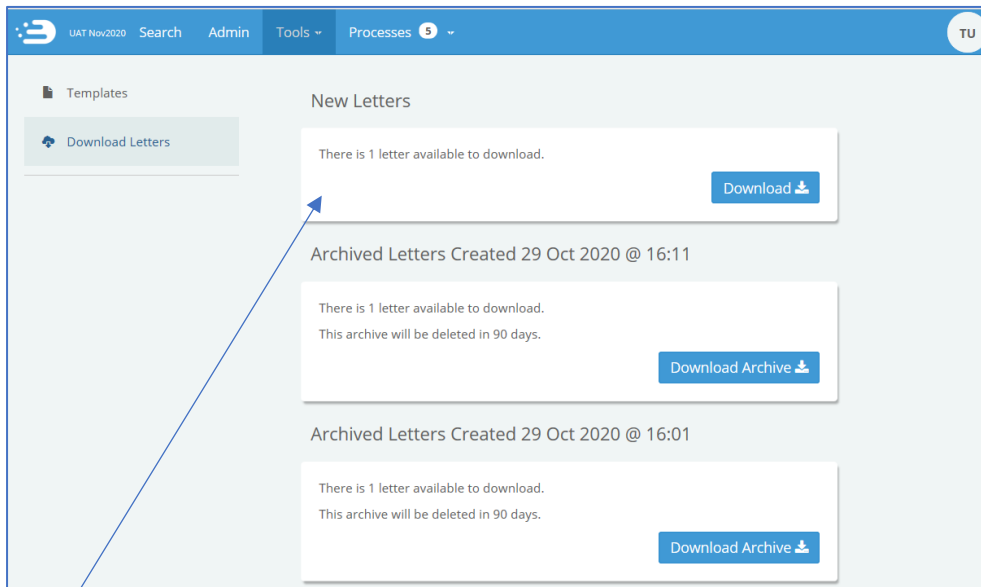 UAT Nov2020 Search Admin Tools Processes 5 TU
Templates
Download Letters
New Letters
There is 1 letter available to download.
Download
Archived Letters Created 29 Oct 2020 @ 16:11
There is 1 letter available to download.
This archive will be deleted in 90 days.
Download Archive
Archived Letters Created 29 Oct 2020 @ 16:01
There is 1 letter available to download.
This archive will be deleted in 90 days.
Download Archive